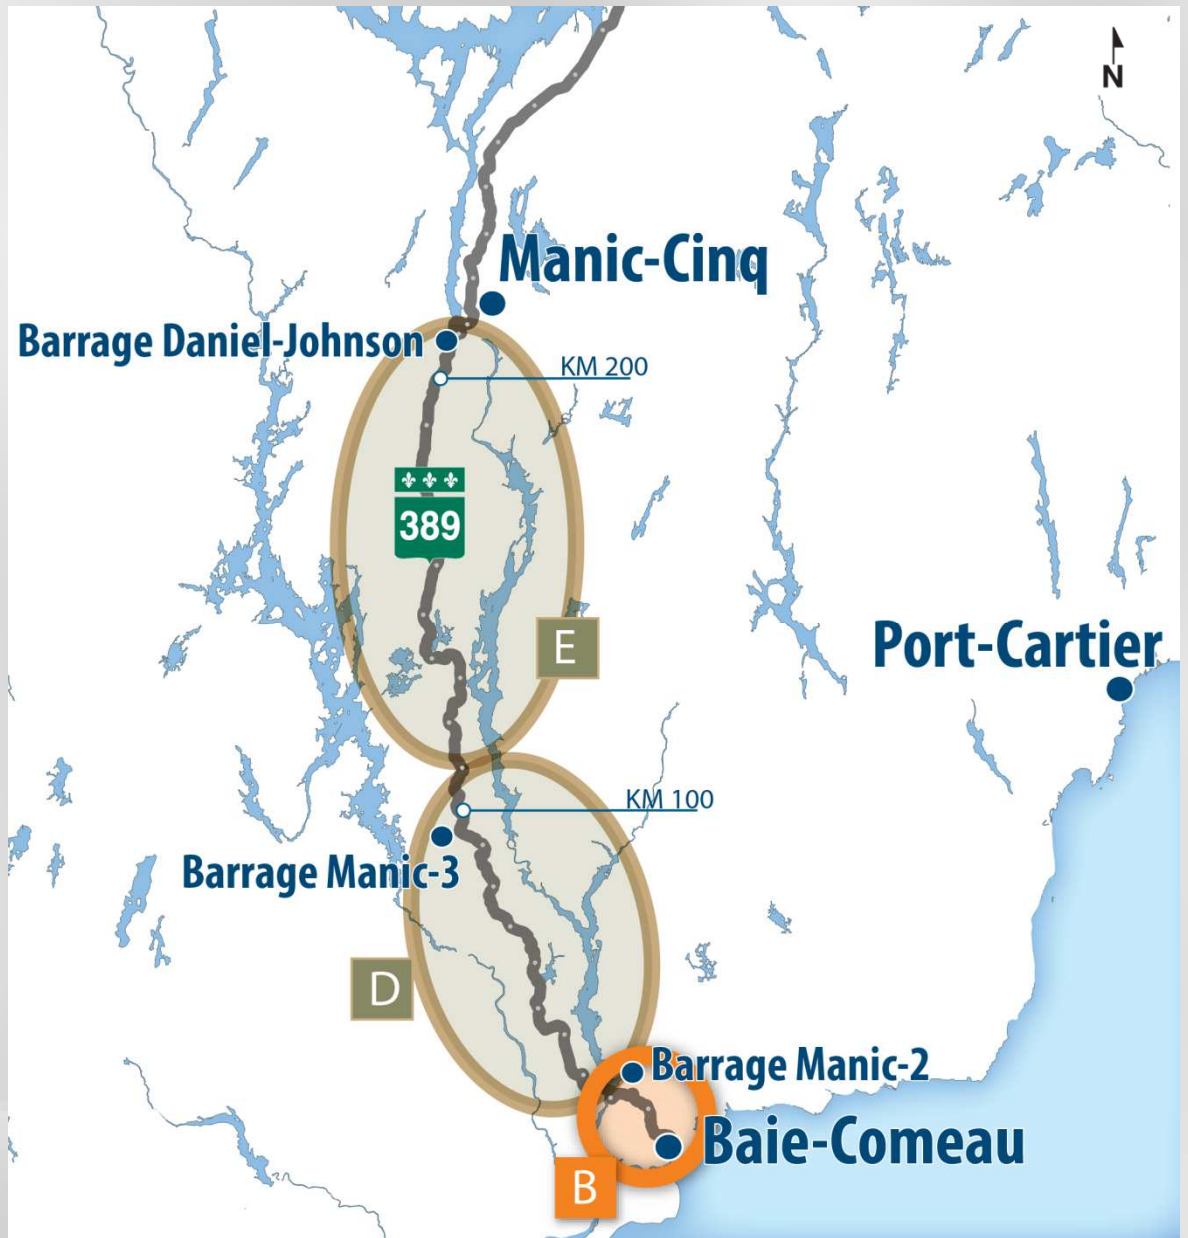 N
Manic-Cinq
Barrage Daniel-Johnson
KM 200
389
E
Port-Cartier
KM 100
Barrage Manic-3
D
Barrage Manic-2
Baie-Comeau
B